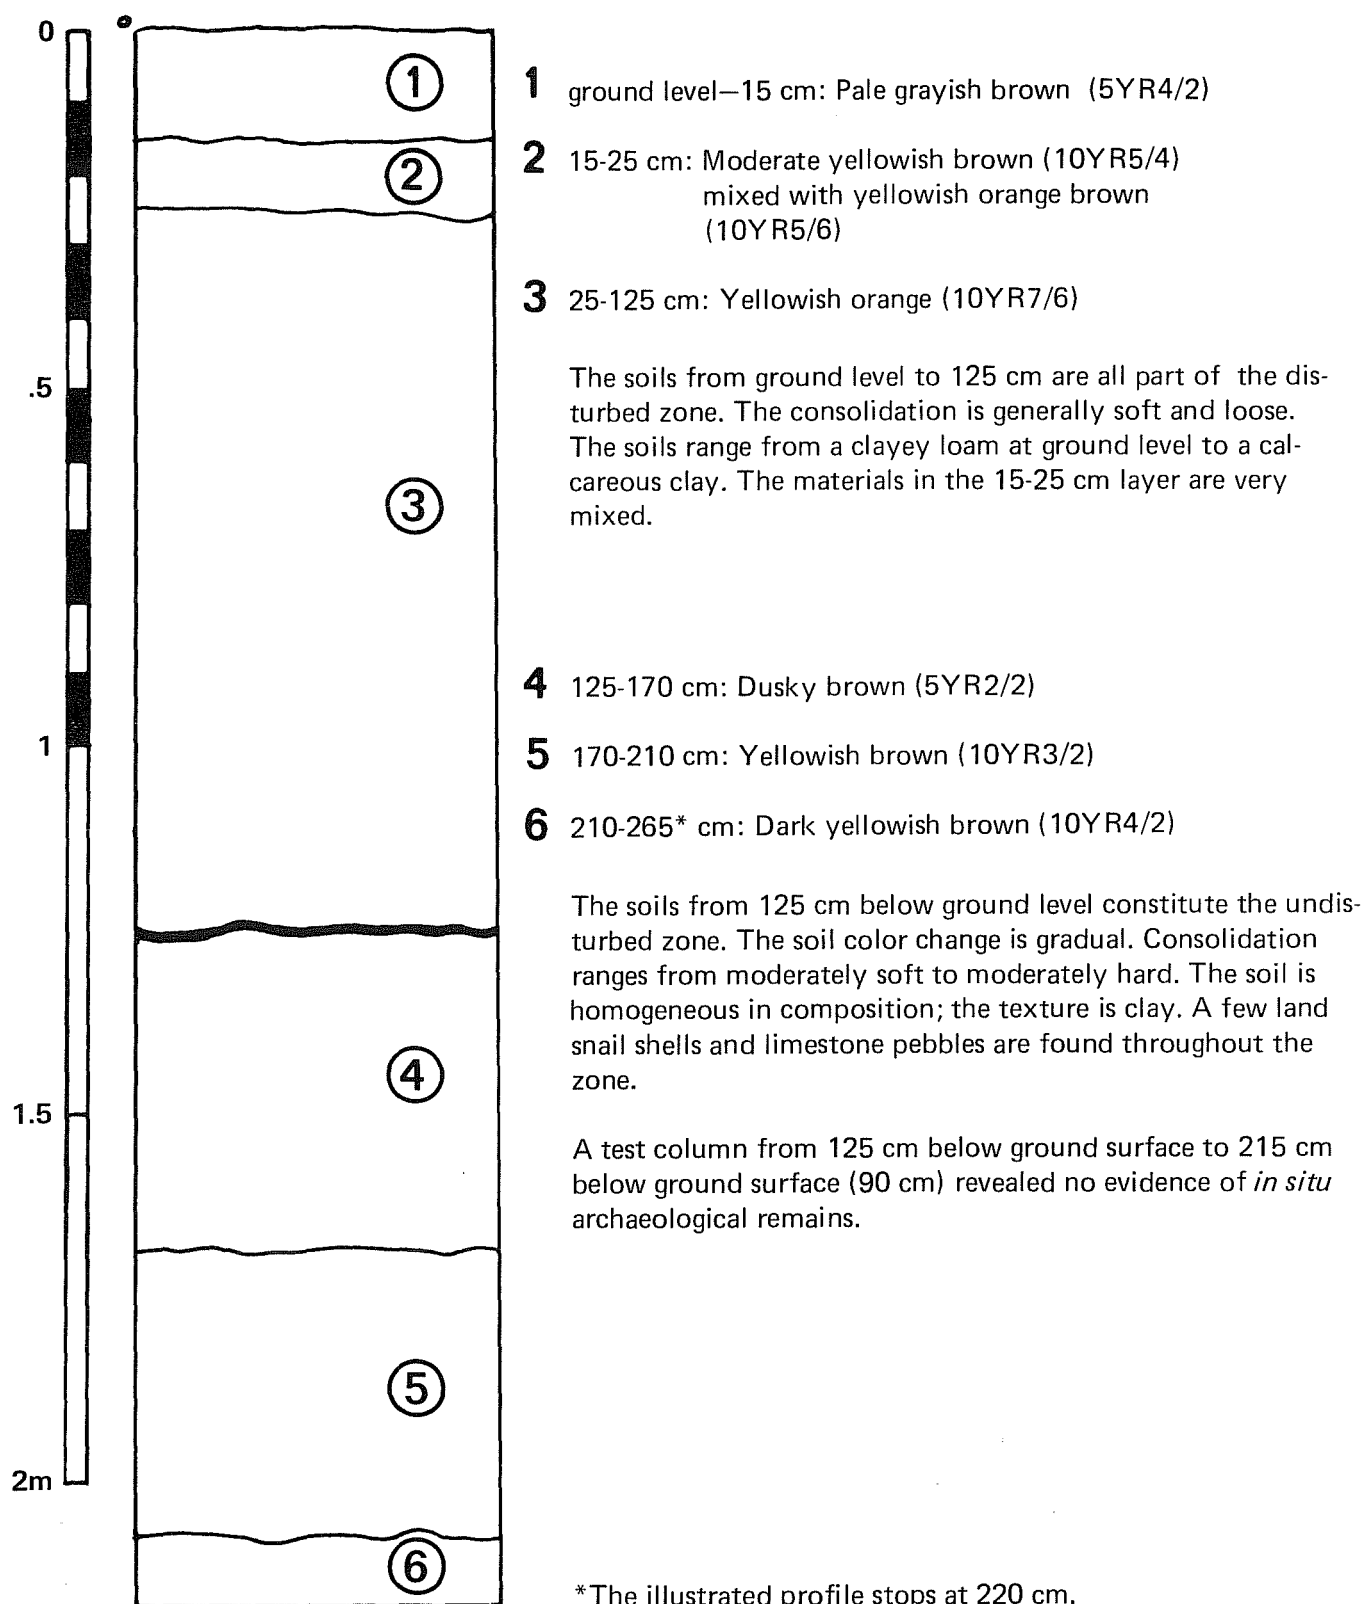 0
.5
1
1.5
2m
1
2
3
4
5
6
1 ground level—15 cm: Pale grayish brown (5YR4/2)
2 15-25 cm: Moderate yellowish brown (10YR5/4)
mixed with yellowish orange brown
(10YR5/6)
3 25-125 cm: Yellowish orange (10YR7/6)
The soils from ground level to 125 cm are all part of the dis-
turbed zone. The consolidation is generally soft and loose.
The soils range from a clayey loam at ground level to a cal-
careous clay. The materials in the 15-25 cm layer are very
mixed.
4 125-170 cm: Dusky brown (5YR2/2)
5 170-210 cm: Yellowish brown (10YR3/2)
6 210-265* cm: Dark yellowish brown (10YR4/2)
The soils from 125 cm below ground level constitute the undis-
turbed zone. The soil color change is gradual. Consolidation
ranges from moderately soft to moderately hard. The soil is
homogeneous in composition; the texture is clay. A few land
snail shells and limestone pebbles are found throughout the
zone.
A test column from 125 cm below ground surface to 215 cm
below ground surface (90 cm) revealed no evidence of in situ
archaeological remains.
*The illustrated profile stops at 220 cm.